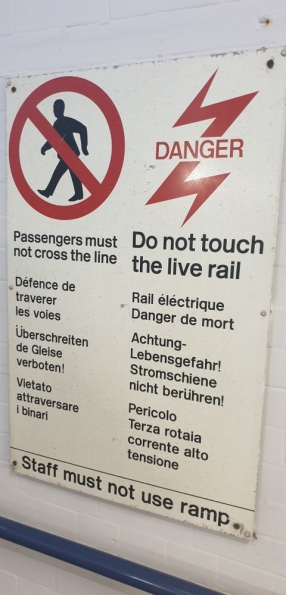 DANGER
Passengers must
not cross the line
Défence de
traverer
les voies
Überschreiten
de Gleise
verboten!
Vietato
attraversare
i binari
Do not touch
the live rail
Rail éléctrique
Danger de mort
Achtung-
Lebensgefahr!
Stromschiene
nicht berühren!
Pericolo
Terza rotaia
corrente alto
tensione
Staff must not use ramp